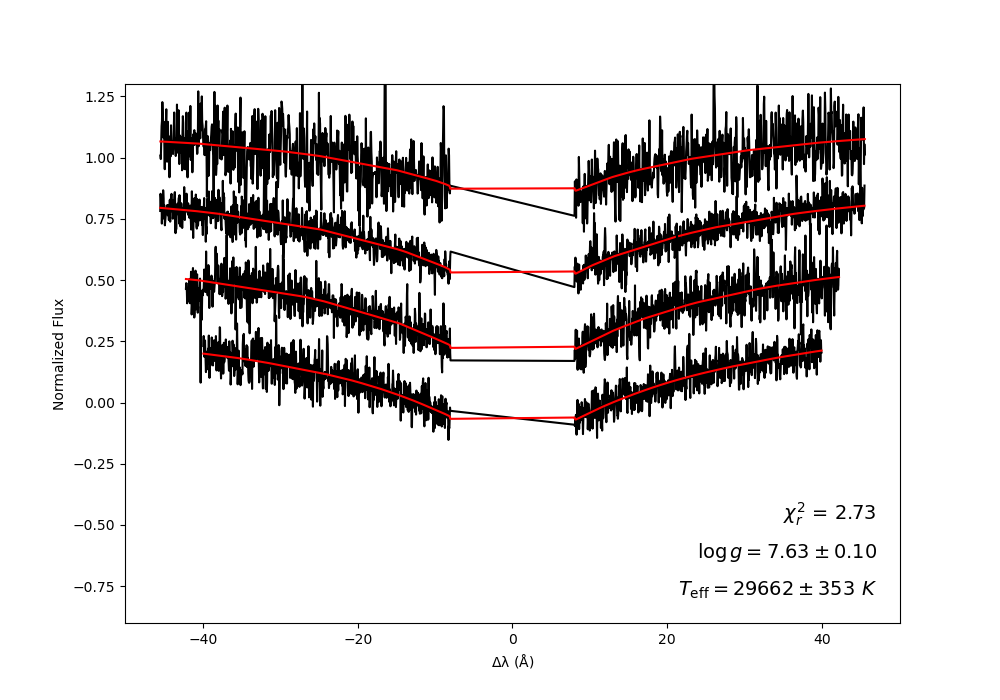 1.25
1.00
0.75
0.50
0.25
0.00
−0.25
−0.50
−0.75
Normalized Flux
χ²ᵣ = 2.73
log g = 7.63 ± 0.10
T_eff = 29662 ± 353 K
−40 −20 0 20 40
Δλ (Å)